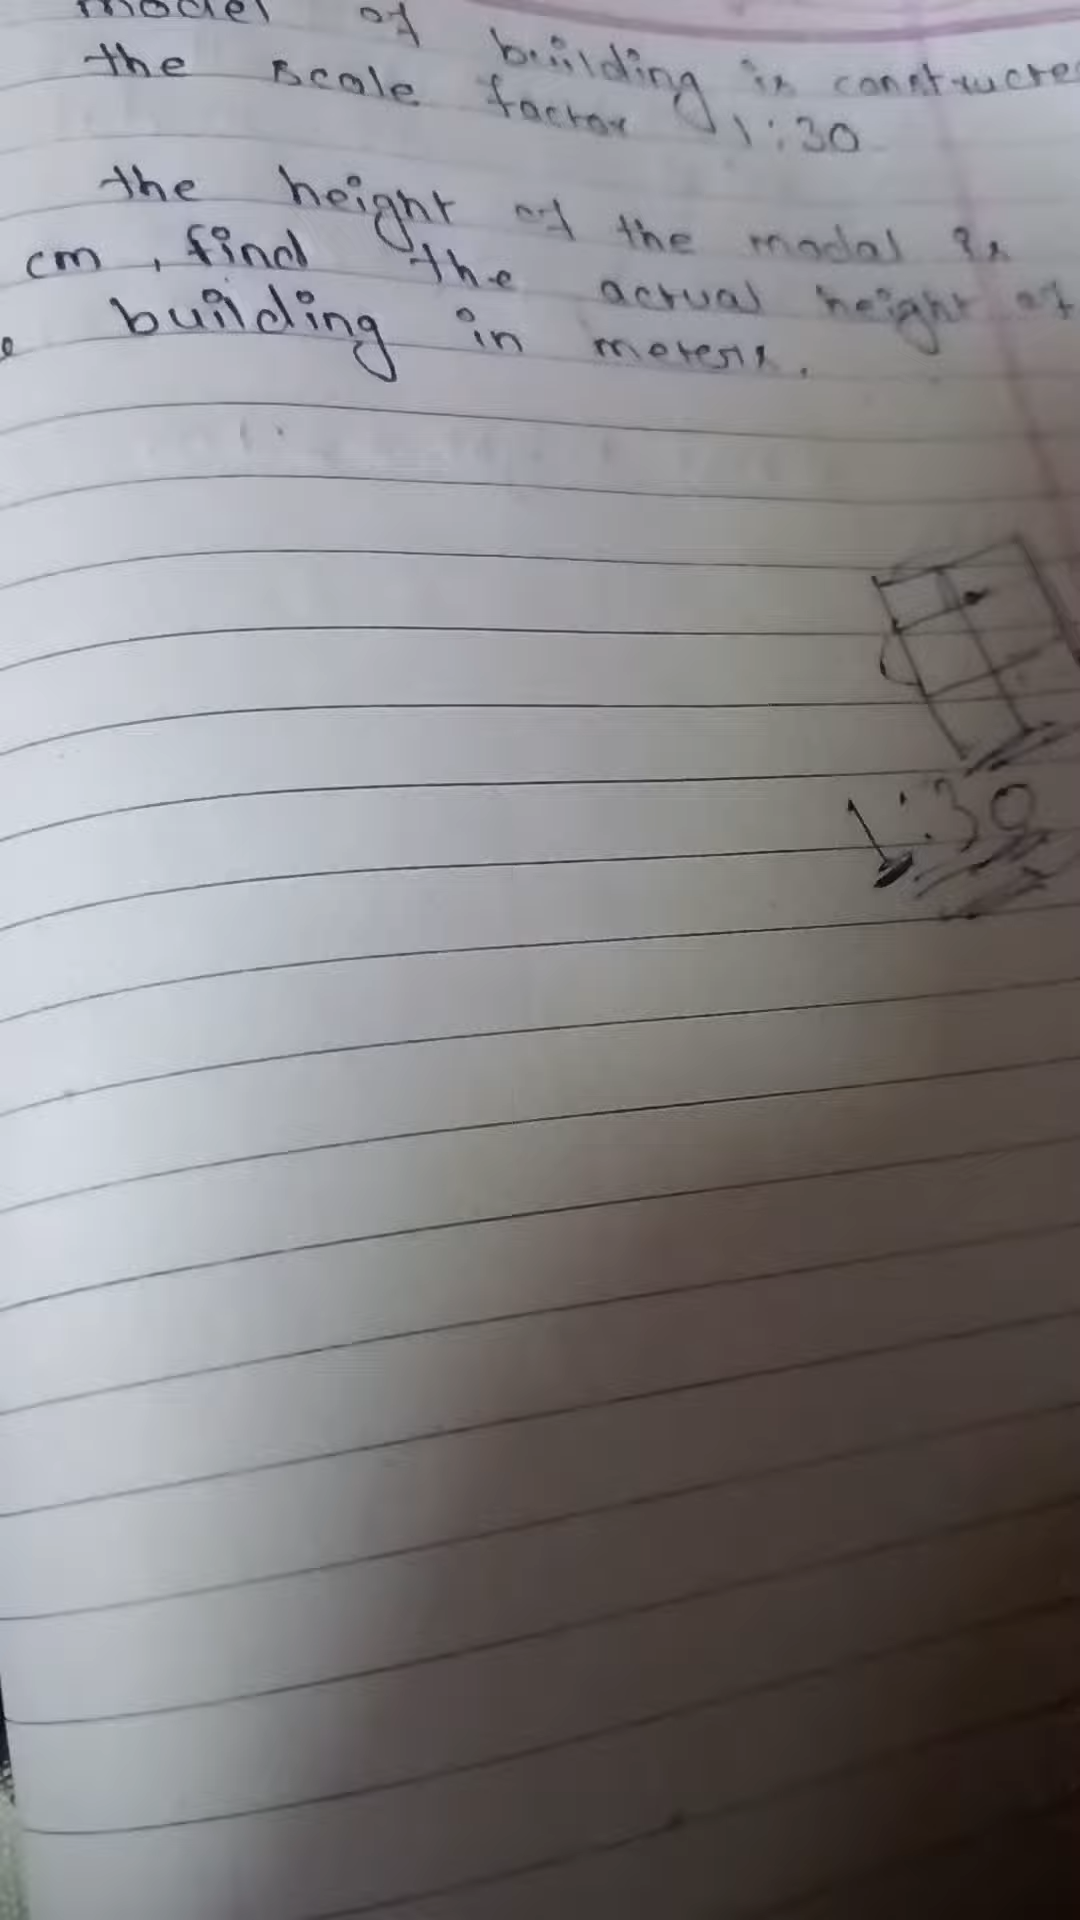 model of building is constructe
the scale factor 1:30
the height of the modal is
cm, find the actual height of
e building in meters.
1:30